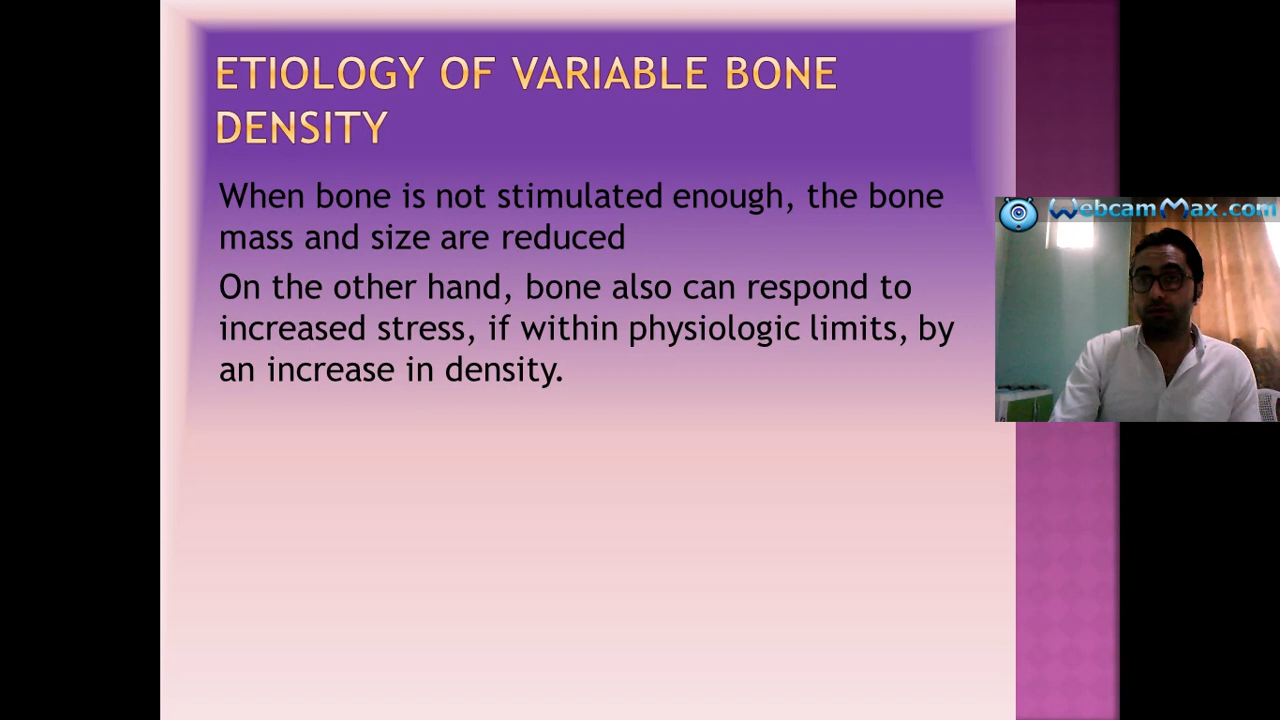 ETIOLOGY OF VARIABLE BONE
DENSITY
When bone is not stimulated enough, the bone
mass and size are reduced
On the other hand, bone also can respond to
increased stress, if within physiologic limits, by
an increase in density.
WebcamMax.com